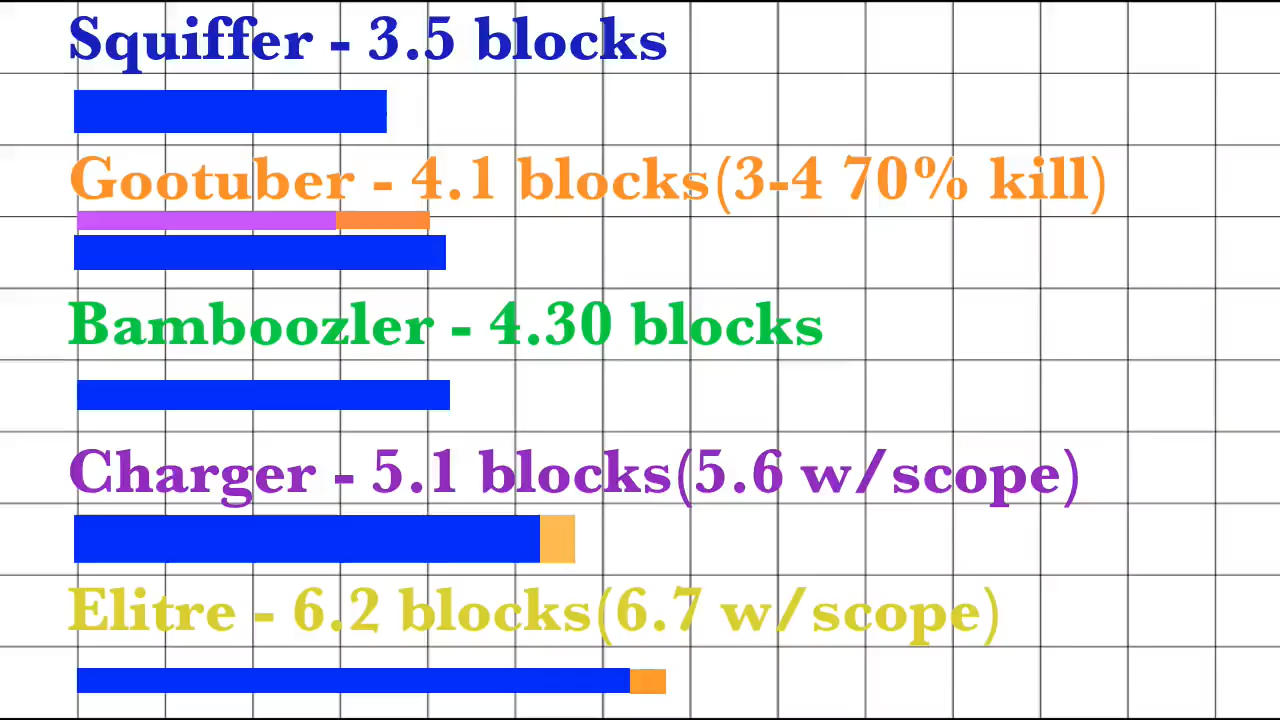 Squiffer - 3.5 blocks
Gootuber - 4.1 blocks(3-4 70% kill)
Bamboozler - 4.30 blocks
Charger - 5.1 blocks(5.6 w/scope)
Elitre - 6.2 blocks(6.7 w/scope)